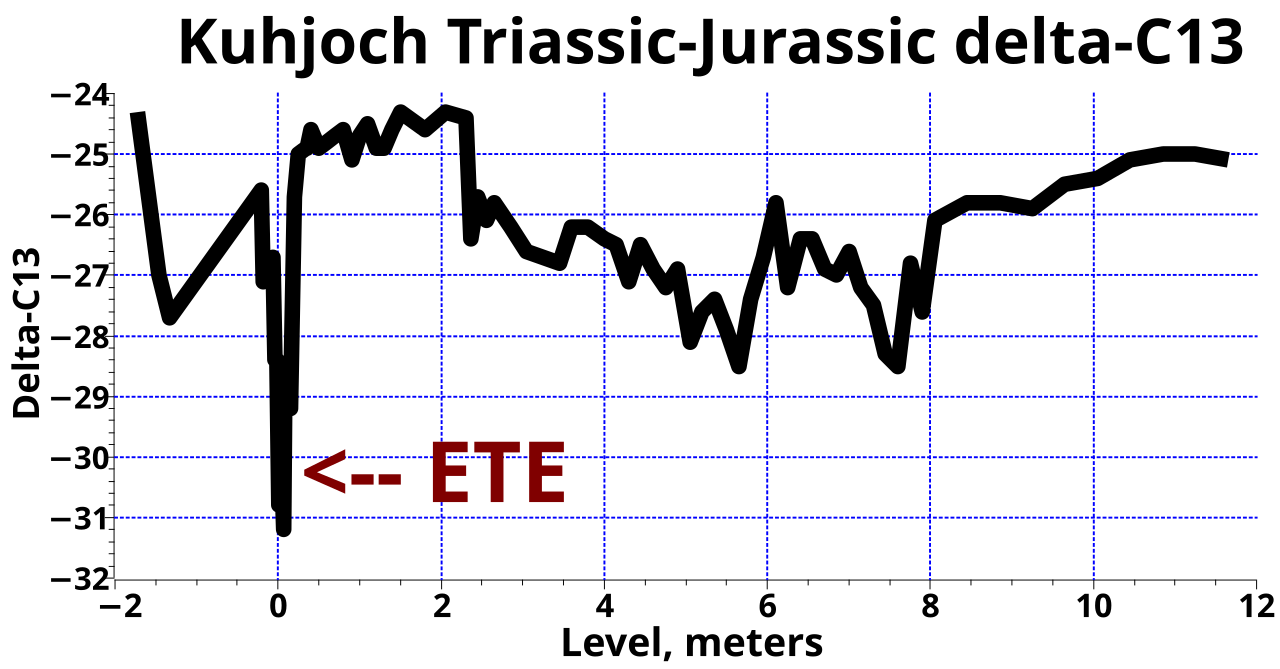 Kuhjoch Triassic-Jurassic delta-C13
−24
−25
−26
−27
−28
−29
−30
−31
−32
Delta-C13
<-- ETE
−2 0 2 4 6 8 10 12
Level, meters